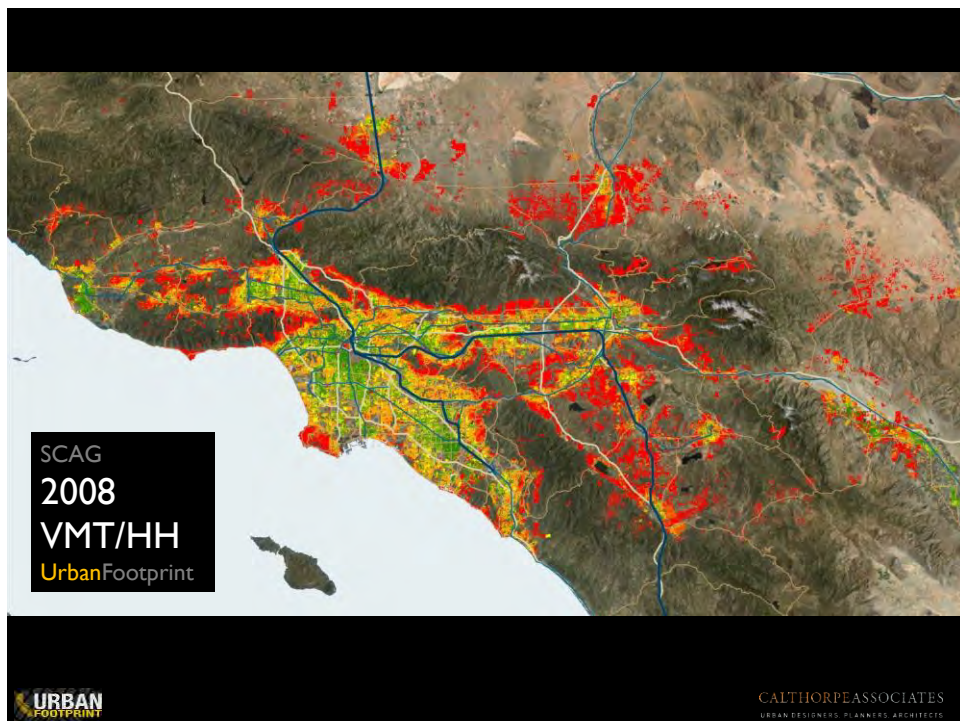 SCAG
2008
VMT/HH
UrbanFootprint
URBAN
FOOTPRINT
CALTHORPEASSOCIATES
URBAN DESIGNERS, PLANNERS, ARCHITECTS